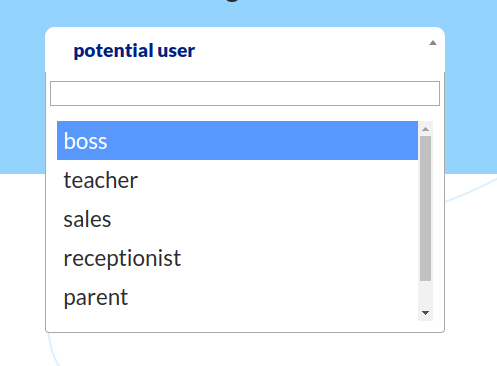 potential user
boss
teacher
sales
receptionist
parent